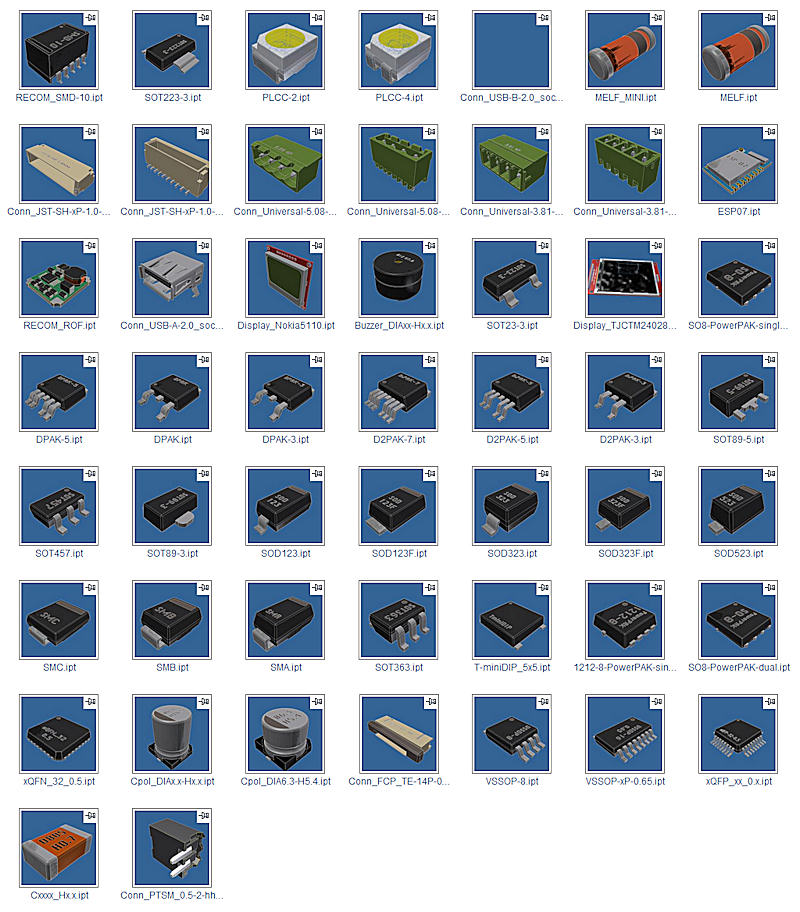 RECOM_SMD-10.ipt
SOT223-3.ipt
PLCC-2.ipt
PLCC-4.ipt
Conn_USB-B-2.0_soc...
MELF_MINI.ipt
MELF.ipt
Conn_JST-SH-xP-1.0-...
Conn_JST-SH-xP-1.0-...
Conn_Universal-5.08-...
Conn_Universal-5.08-...
Conn_Universal-3.81-...
Conn_Universal-3.81-...
ESP07.ipt
RECOM_ROF.ipt
Conn_USB-A-2.0_soc...
Display_Nokia5110.ipt
Buzzer_DIAxx-Hx.x.ipt
SOT23-3.ipt
Display_TJCTM24028...
SO8-PowerPAK-singl...
DPAK-5.ipt
DPAK.ipt
DPAK-3.ipt
D2PAK-7.ipt
D2PAK-5.ipt
D2PAK-3.ipt
SOT89-5.ipt
SOT457.ipt
SOT89-3.ipt
SOD123.ipt
SOD123F.ipt
SOD323.ipt
SOD323F.ipt
SOD523.ipt
SMC.ipt
SMB.ipt
SMA.ipt
SOT363.ipt
T-miniDIP_5x5.ipt
1212-8-PowerPAK-sin...
SO8-PowerPAK-dual.ipt
xQFN_32_0.5.ipt
Cpol_DIAx.x-Hx.x.ipt
Cpol_DIA6.3-H5.4.ipt
Conn_FCP_TE-14P-0...
VSSOP-8.ipt
VSSOP-xP-0.65.ipt
xQFP_xx_0.x.ipt
Cxxxx_Hx.x.ipt
Conn_PTSM_0.5-2-hh...